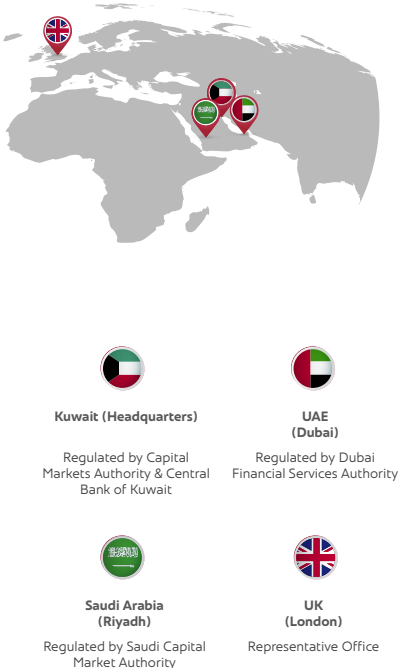 Kuwait (Headquarters)
Regulated by Capital
Markets Authority & Central
Bank of Kuwait
UAE
(Dubai)
Regulated by Dubai
Financial Services Authority
Saudi Arabia
(Riyadh)
Regulated by Saudi Capital
Market Authority
UK
(London)
Representative Office